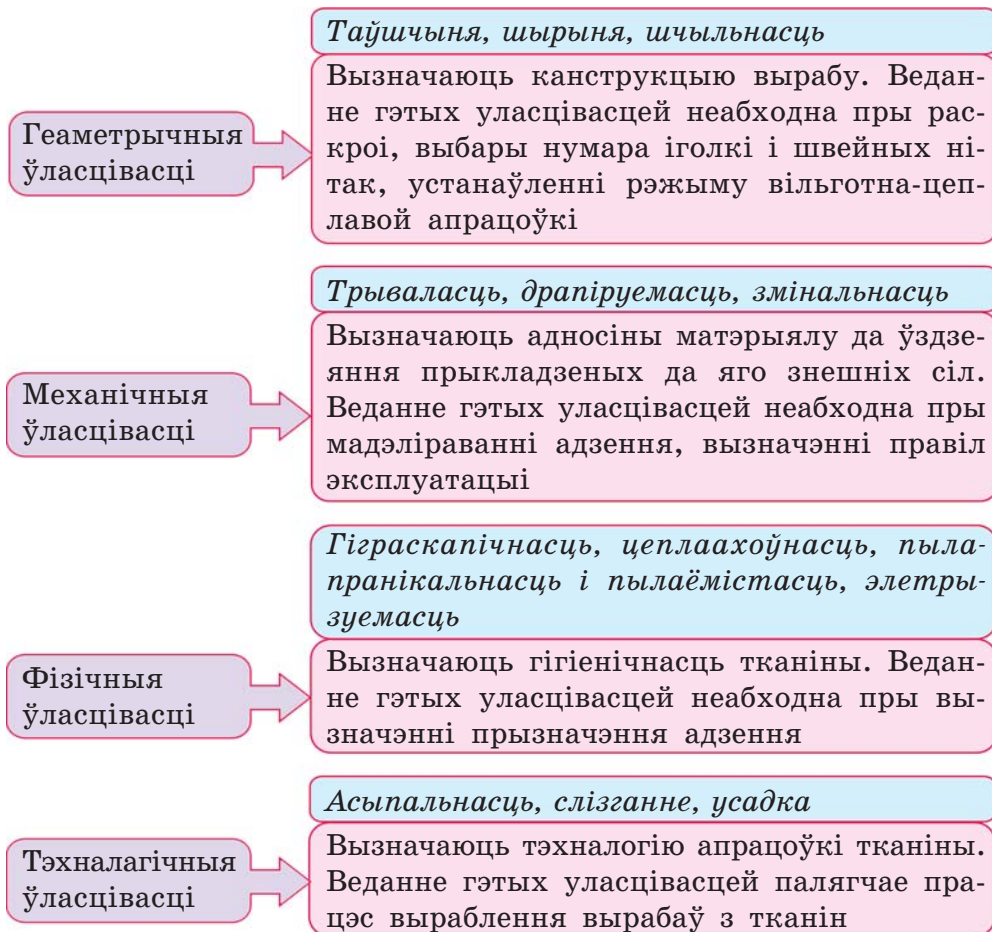 Таўшчыня, шырыня, шчыльнасць
Геаметрычныя
ўласцівасці
Вызначаюць канструкцыю вырабу. Ведан-
не гэтых уласцівасцей неабходна пры рас-
кроі, выбары нумара іголкі і швейных ні-
так, устанаўленні рэжыму вільготна-цеп-
лавой апрацоўкі
Трываласць, драпіруемасць, змінальнасць
Механічныя
ўласцівасці
Вызначаюць адносіны матэрыялу да ўздзе-
яння прыкладзеных да яго знешніх сіл.
Веданне гэтых уласцівасцей неабходна пры
мадэліраванні адзення, вызначэнні правіл
эксплуатацыі
Гіграскапічнасць, цеплаахоўнасць, пыла-
пранікальнасць і пылаёмістасць, элетры-
зуемасць
Фізічныя
ўласцівасці
Вызначаюць гігіенічнасць тканіны. Ведан-
не гэтых уласцівасцей неабходна пры вы-
значэнні прызначэння адзення
Асыпальнасць, слізганне, усадка
Тэхналагічныя
ўласцівасці
Вызначаюць тэхналогію апрацоўкі тканіны.
Веданне гэтых уласцівасцей палягчае пра-
цэс выраблення вырабаў з тканін